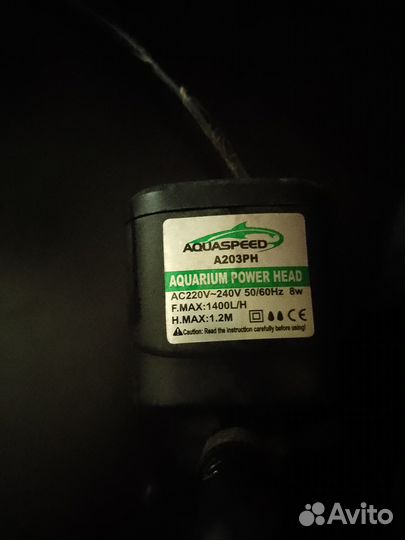 AQUASPEED
A203PH
AQUARIUM POWER HEAD
AC220V~240V 50/60Hz 8w
F.MAX:1400L/H
H.MAX:1.2M
Caution: Read the instruction carefully before using!
Avito